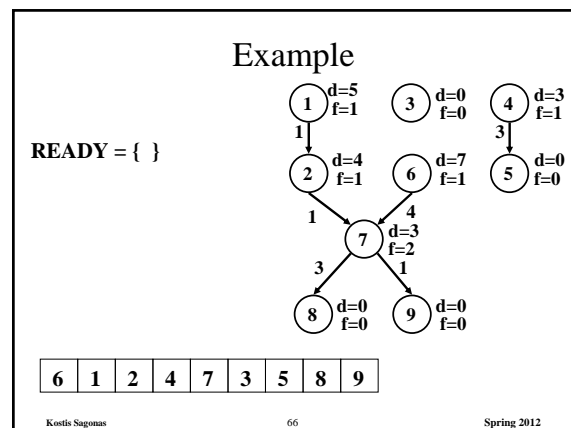 Example
1 d=5 f=1
3 d=0 f=0
4 d=3 f=1
1
3
READY = { }
2 d=4 f=1
6 d=7 f=1
5 d=0 f=0
1
4
7 d=3 f=2
3
1
8 d=0 f=0
9 d=0 f=0
6 1 2 4 7 3 5 8 9
Kostis Sagonas 66 Spring 2012